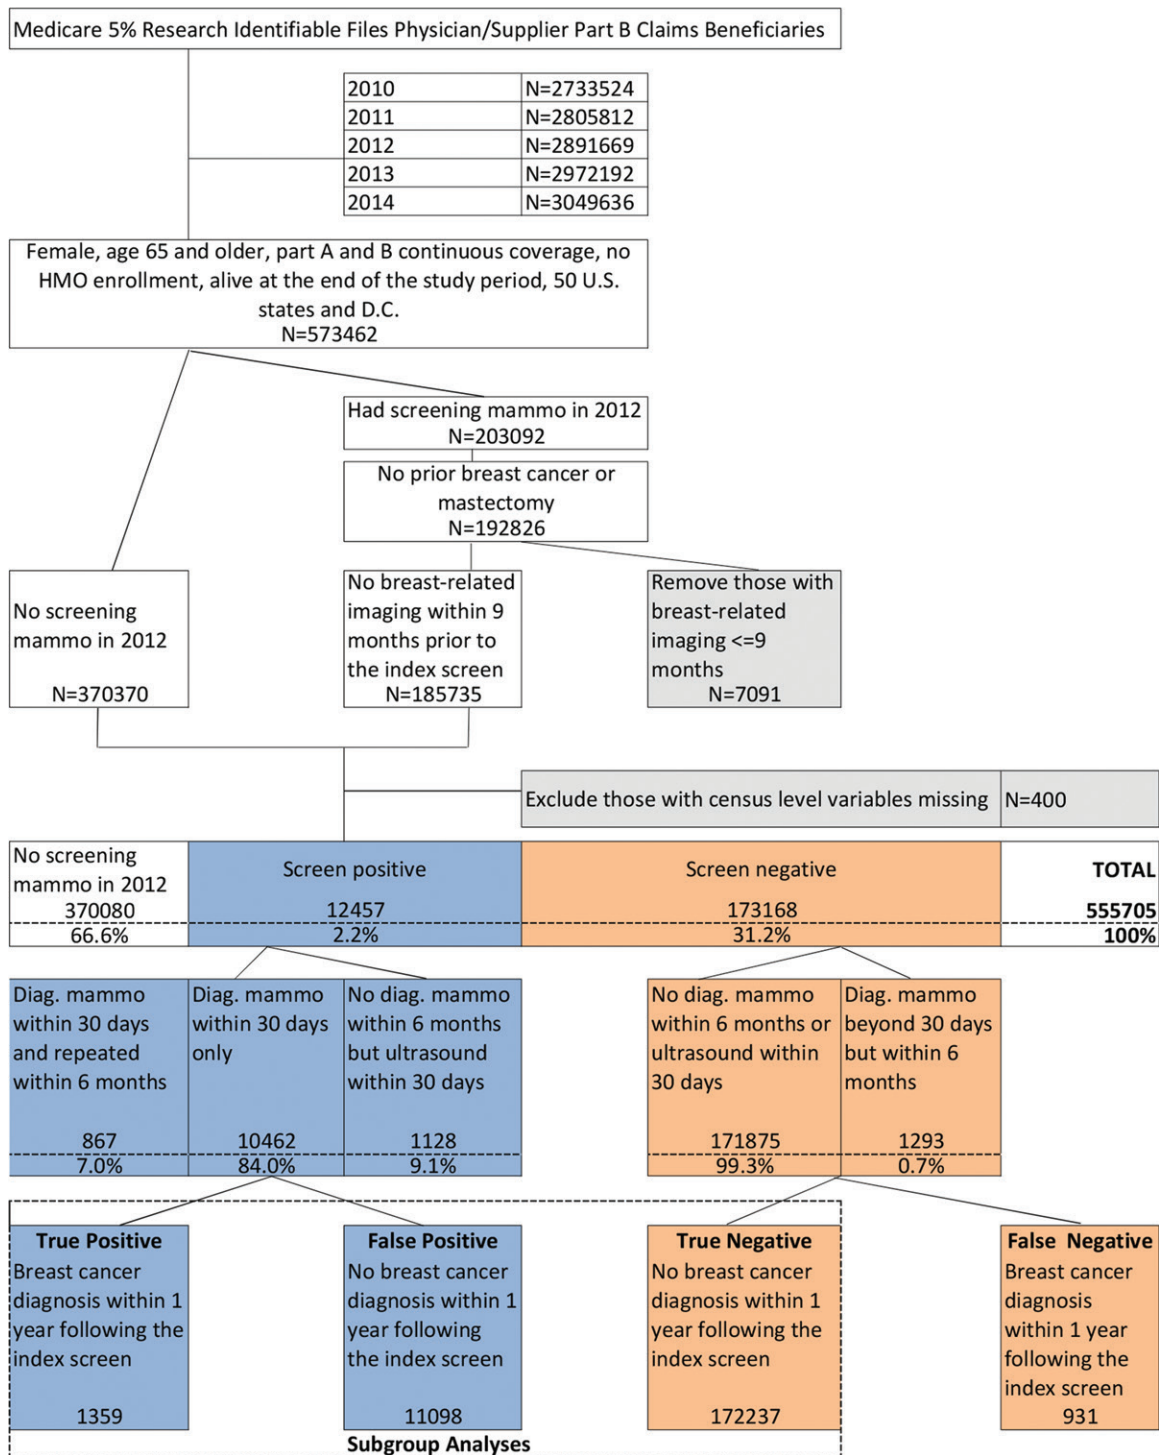 Medicare 5% Research Identifiable Files Physician/Supplier Part B Claims Beneficiaries
2010 N=2733524
2011 N=2805812
2012 N=2891669
2013 N=2972192
2014 N=3049636
Female, age 65 and older, part A and B continuous coverage, no
HMO enrollment, alive at the end of the study period, 50 U.S.
states and D.C.
N=573462
Had screening mammo in 2012
N=203092
No prior breast cancer or
mastectomy
N=192826
No screening
mammo in 2012
N=370370
No breast-related
imaging within 9
months prior to
the index screen
N=185735
Remove those with
breast-related
imaging <=9
months
N=7091
Exclude those with census level variables missing N=400
No screening
mammo in 2012
370080
66.6%
Screen positive
12457
2.2%
Screen negative
173168
31.2%
TOTAL
555705
100%
Diag. mammo
within 30 days
and repeated
within 6 months
867
7.0%
Diag. mammo
within 30 days
only
10462
84.0%
No diag. mammo
within 6 months
but ultrasound
within 30 days
1128
9.1%
No diag. mammo
within 6 months or
ultrasound within
30 days
171875
99.3%
Diag. mammo
beyond 30 days
but within 6
months
1293
0.7%
True Positive
Breast cancer
diagnosis within 1
year following the
index screen
1359
False Positive
No breast cancer
diagnosis within 1
year following
the index screen
11098
True Negative
No breast cancer
diagnosis within 1
year following the
index screen
172237
False Negative
Breast cancer
diagnosis
within 1 year
following the
index screen
931
Subgroup Analyses